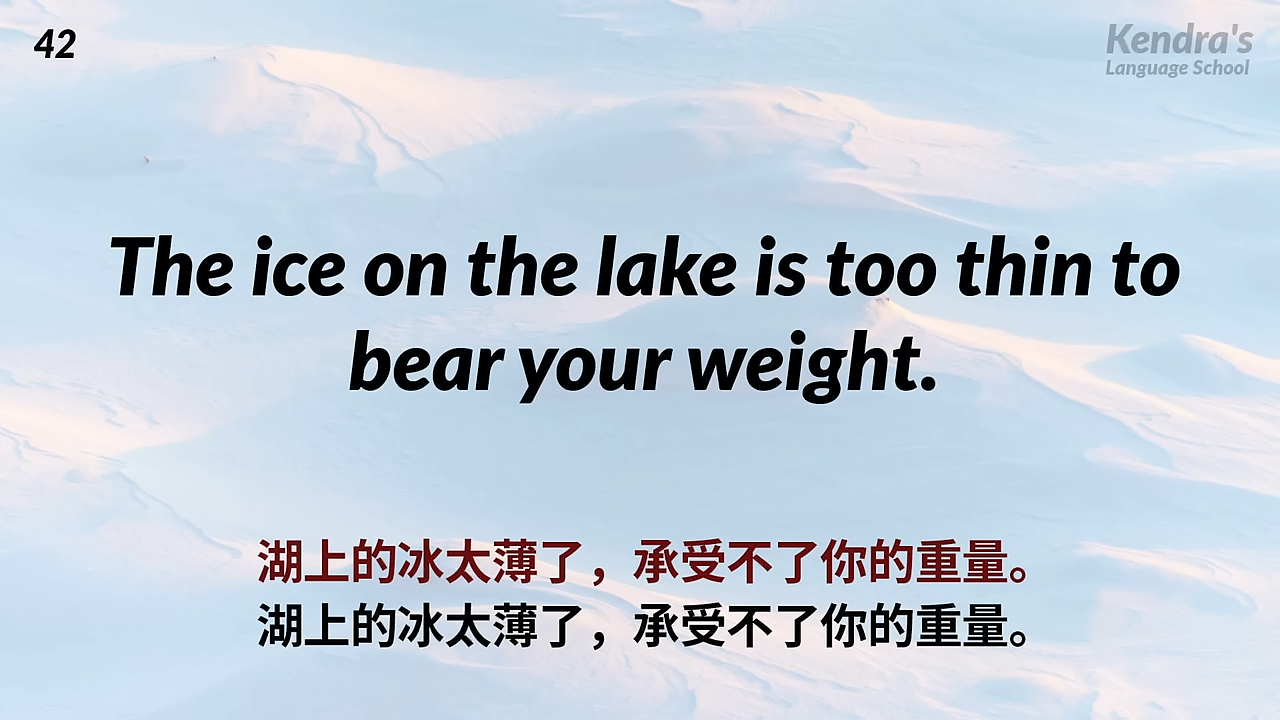 42
Kendra's
Language School
The ice on the lake is too thin to
bear your weight.
湖上的冰太薄了，承受不了你的重量。
湖上的冰太薄了，承受不了你的重量。